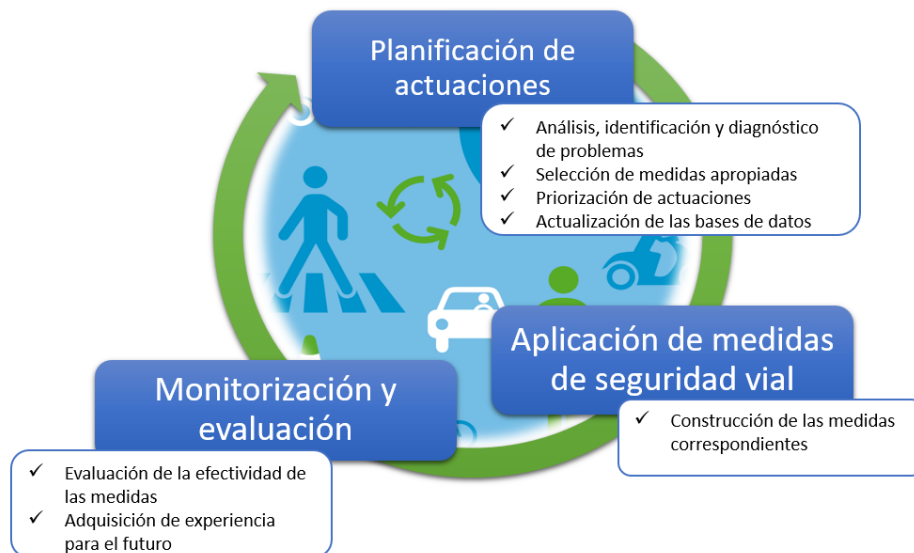 Planificación de
actuaciones
✓ Análisis, identificación y diagnóstico
de problemas
✓ Selección de medidas apropiadas
✓ Priorización de actuaciones
✓ Actualización de las bases de datos
Aplicación de medidas
de seguridad vial
✓ Construcción de las medidas
correspondientes
Monitorización y
evaluación
✓ Evaluación de la efectividad de
las medidas
✓ Adquisición de experiencia
para el futuro